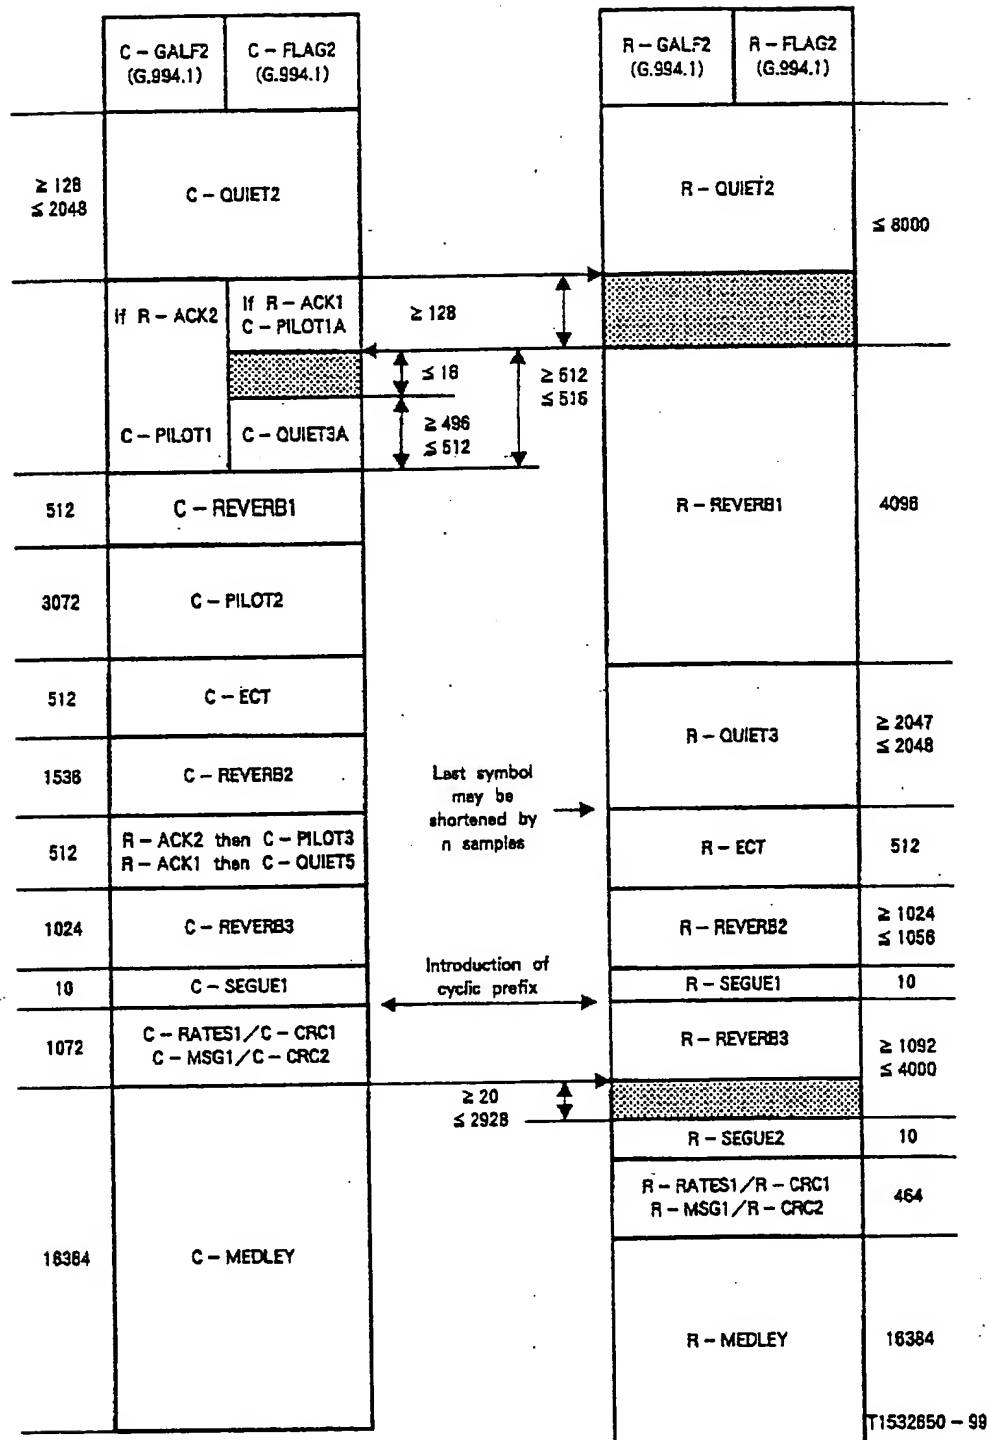 C – GALF2
(G.994.1)
C – FLAG2
(G.994.1)
R – GALF2
(G.994.1)
R – FLAG2
(G.994.1)
≥ 128
≤ 2048
C – QUIET2
R – QUIET2
≤ 8000
If R – ACK2
If R – ACK1
C – PILOT1A
≥ 128
≤ 16
≥ 512
≤ 516
C – PILOT1
C – QUIET3A
≥ 496
≤ 512
512
C – REVERB1
R – REVERB1
4096
3072
C – PILOT2
512
C – ECT
R – QUIET3
≥ 2047
≤ 2048
1536
C – REVERB2
Last symbol
may be
shortened by
n samples
512
R – ACK2 then C – PILOT3
R – ACK1 then C – QUIET5
R – ECT
512
1024
C – REVERB3
R – REVERB2
≥ 1024
≤ 1056
Introduction of
cyclic prefix
10
C – SEGUE1
R – SEGUE1
10
1072
C – RATES1/C – CRC1
C – MSG1/C – CRC2
R – REVERB3
≥ 1092
≤ 4000
≥ 20
≤ 2928
R – SEGUE2
10
R – RATES1/R – CRC1
R – MSG1/R – CRC2
464
16384
C – MEDLEY
R – MEDLEY
16384
T1532650 – 99